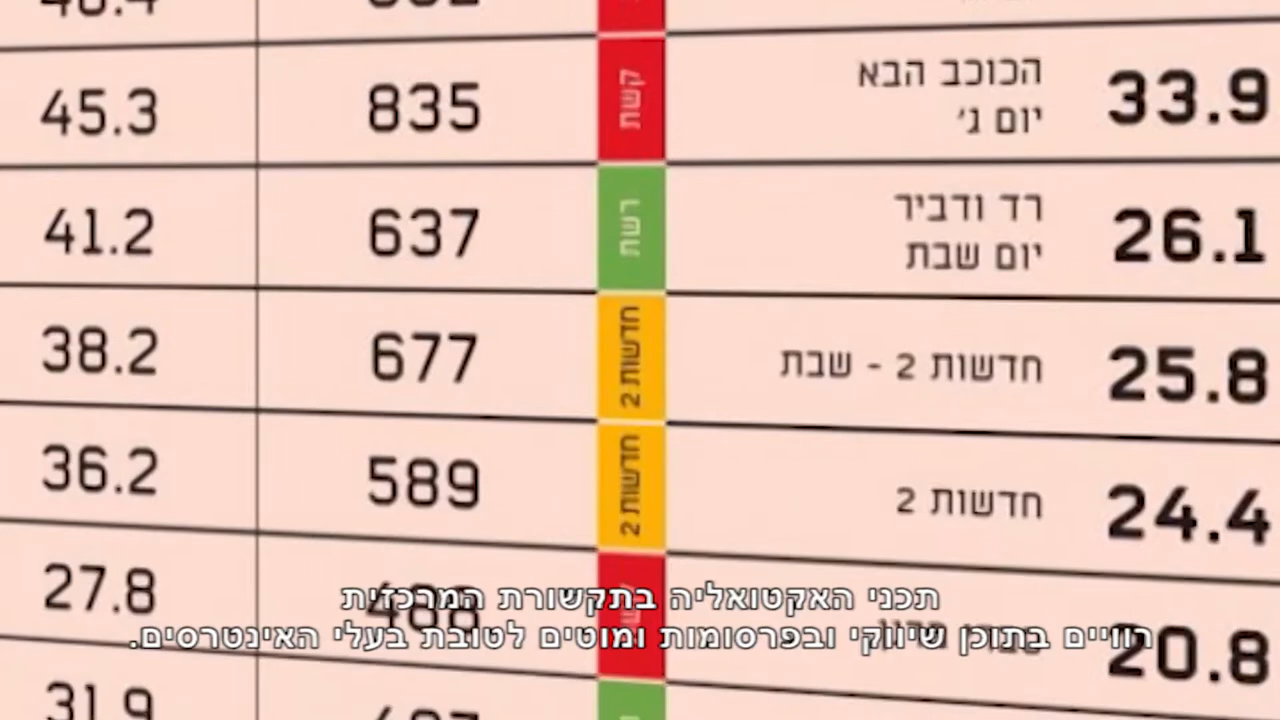 33.9
הכוכב הבא
יום ג׳
קשת
835
45.3
26.1
רד ודביר
יום שבת
רשת
637
41.2
25.8
חדשות 2 - שבת
חדשות 2
677
38.2
24.4
חדשות 2
חדשות 2
589
36.2
20.8
27.8
תכני האקטואליה בתקשורת המרכזית
רוויים בתוכן שיווקי ובפרסומות ומוטים לטובת בעלי האינטרסים.
31.9